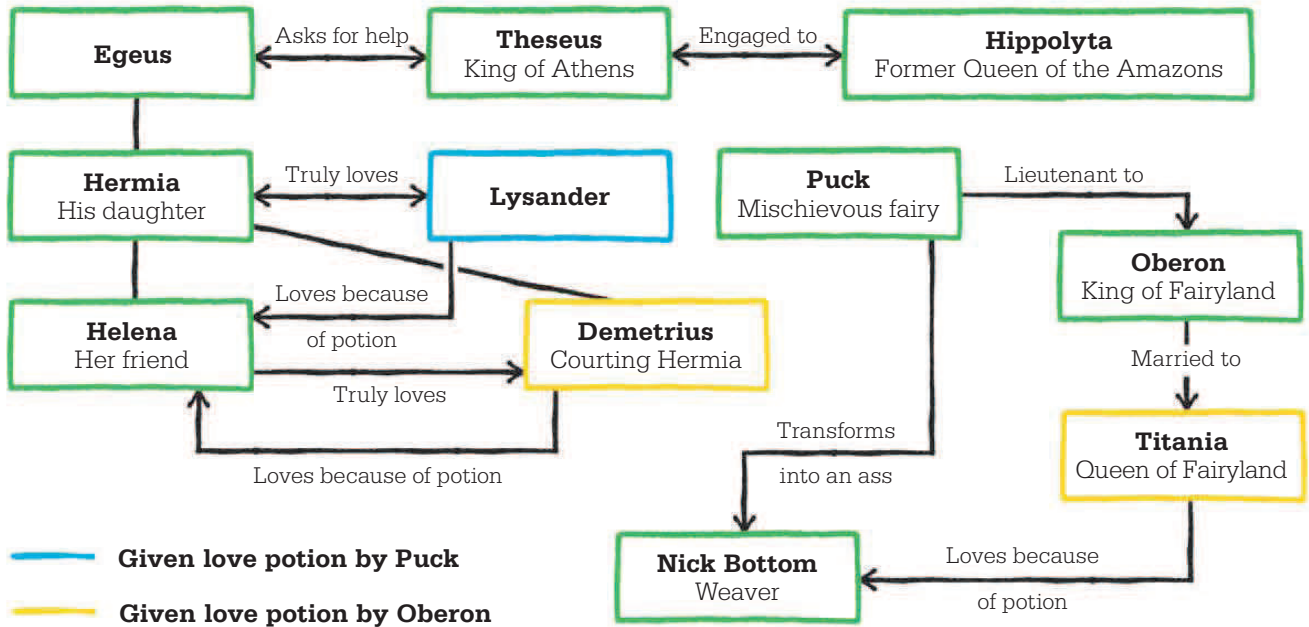 Egeus
Asks for help
Theseus
King of Athens
Engaged to
Hippolyta
Former Queen of the Amazons
Hermia
His daughter
Truly loves
Lysander
Puck
Mischievous fairy
Lieutenant to
Oberon
King of Fairyland
Helena
Her friend
Loves because
of potion
Demetrius
Courting Hermia
Truly loves
Married to
Loves because of potion
Transforms
into an ass
Titania
Queen of Fairyland
Nick Bottom
Weaver
Loves because
of potion
Given love potion by Puck
Given love potion by Oberon